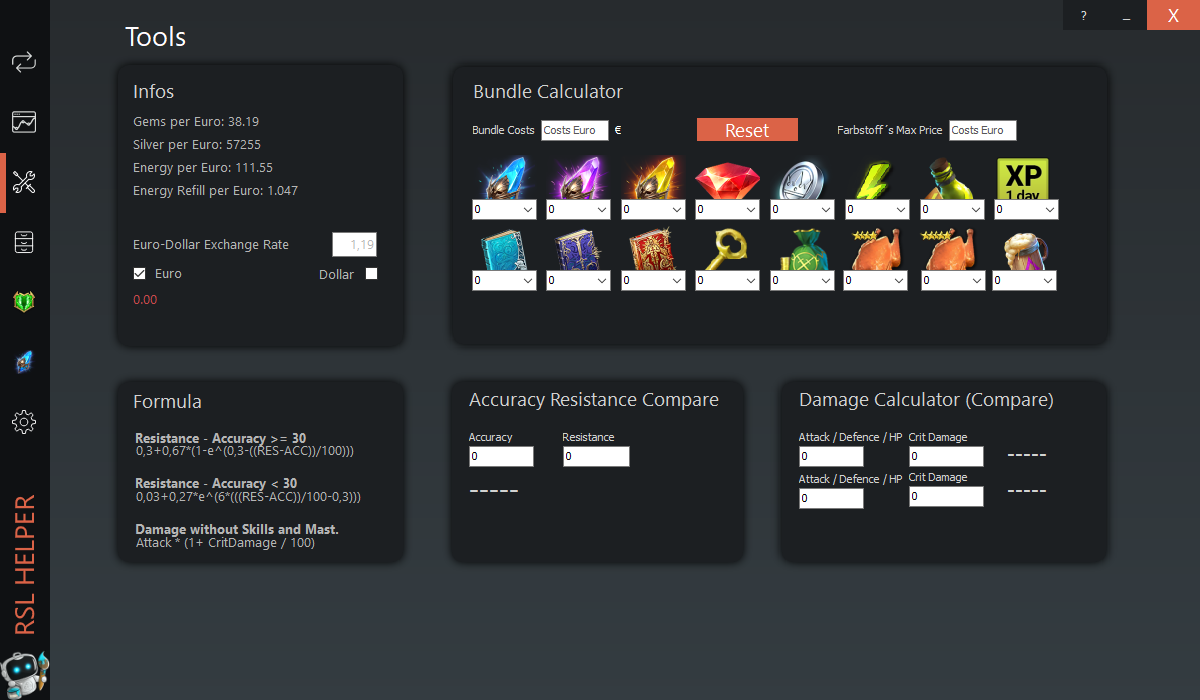 ? _ X
Tools
Infos
Gems per Euro: 38.19
Silver per Euro: 57255
Energy per Euro: 111.55
Energy Refill per Euro: 1.047
Euro-Dollar Exchange Rate 1,19
Euro Dollar
0.00
Bundle Calculator
Bundle Costs Costs Euro € Reset Farbstoff´s Max Price Costs Euro
XP
1 day
0 0 0 0 0 0 0 0
0 0 0 0 0 0 0 0
Formula
Resistance - Accuracy >= 30
0,3+0,67*(1-e^(0,3-((RES-ACC))/100)))
Resistance - Accuracy < 30
0,03+0,27*e^(6*(((RES-ACC))/100-0,3)))
Damage without Skills and Mast.
Attack * (1+ CritDamage / 100)
Accuracy Resistance Compare
Accuracy Resistance
0 0
-----
Damage Calculator (Compare)
Attack / Defence / HP Crit Damage
0 0 -----
Attack / Defence / HP Crit Damage
0 0 -----
RSL HELPER